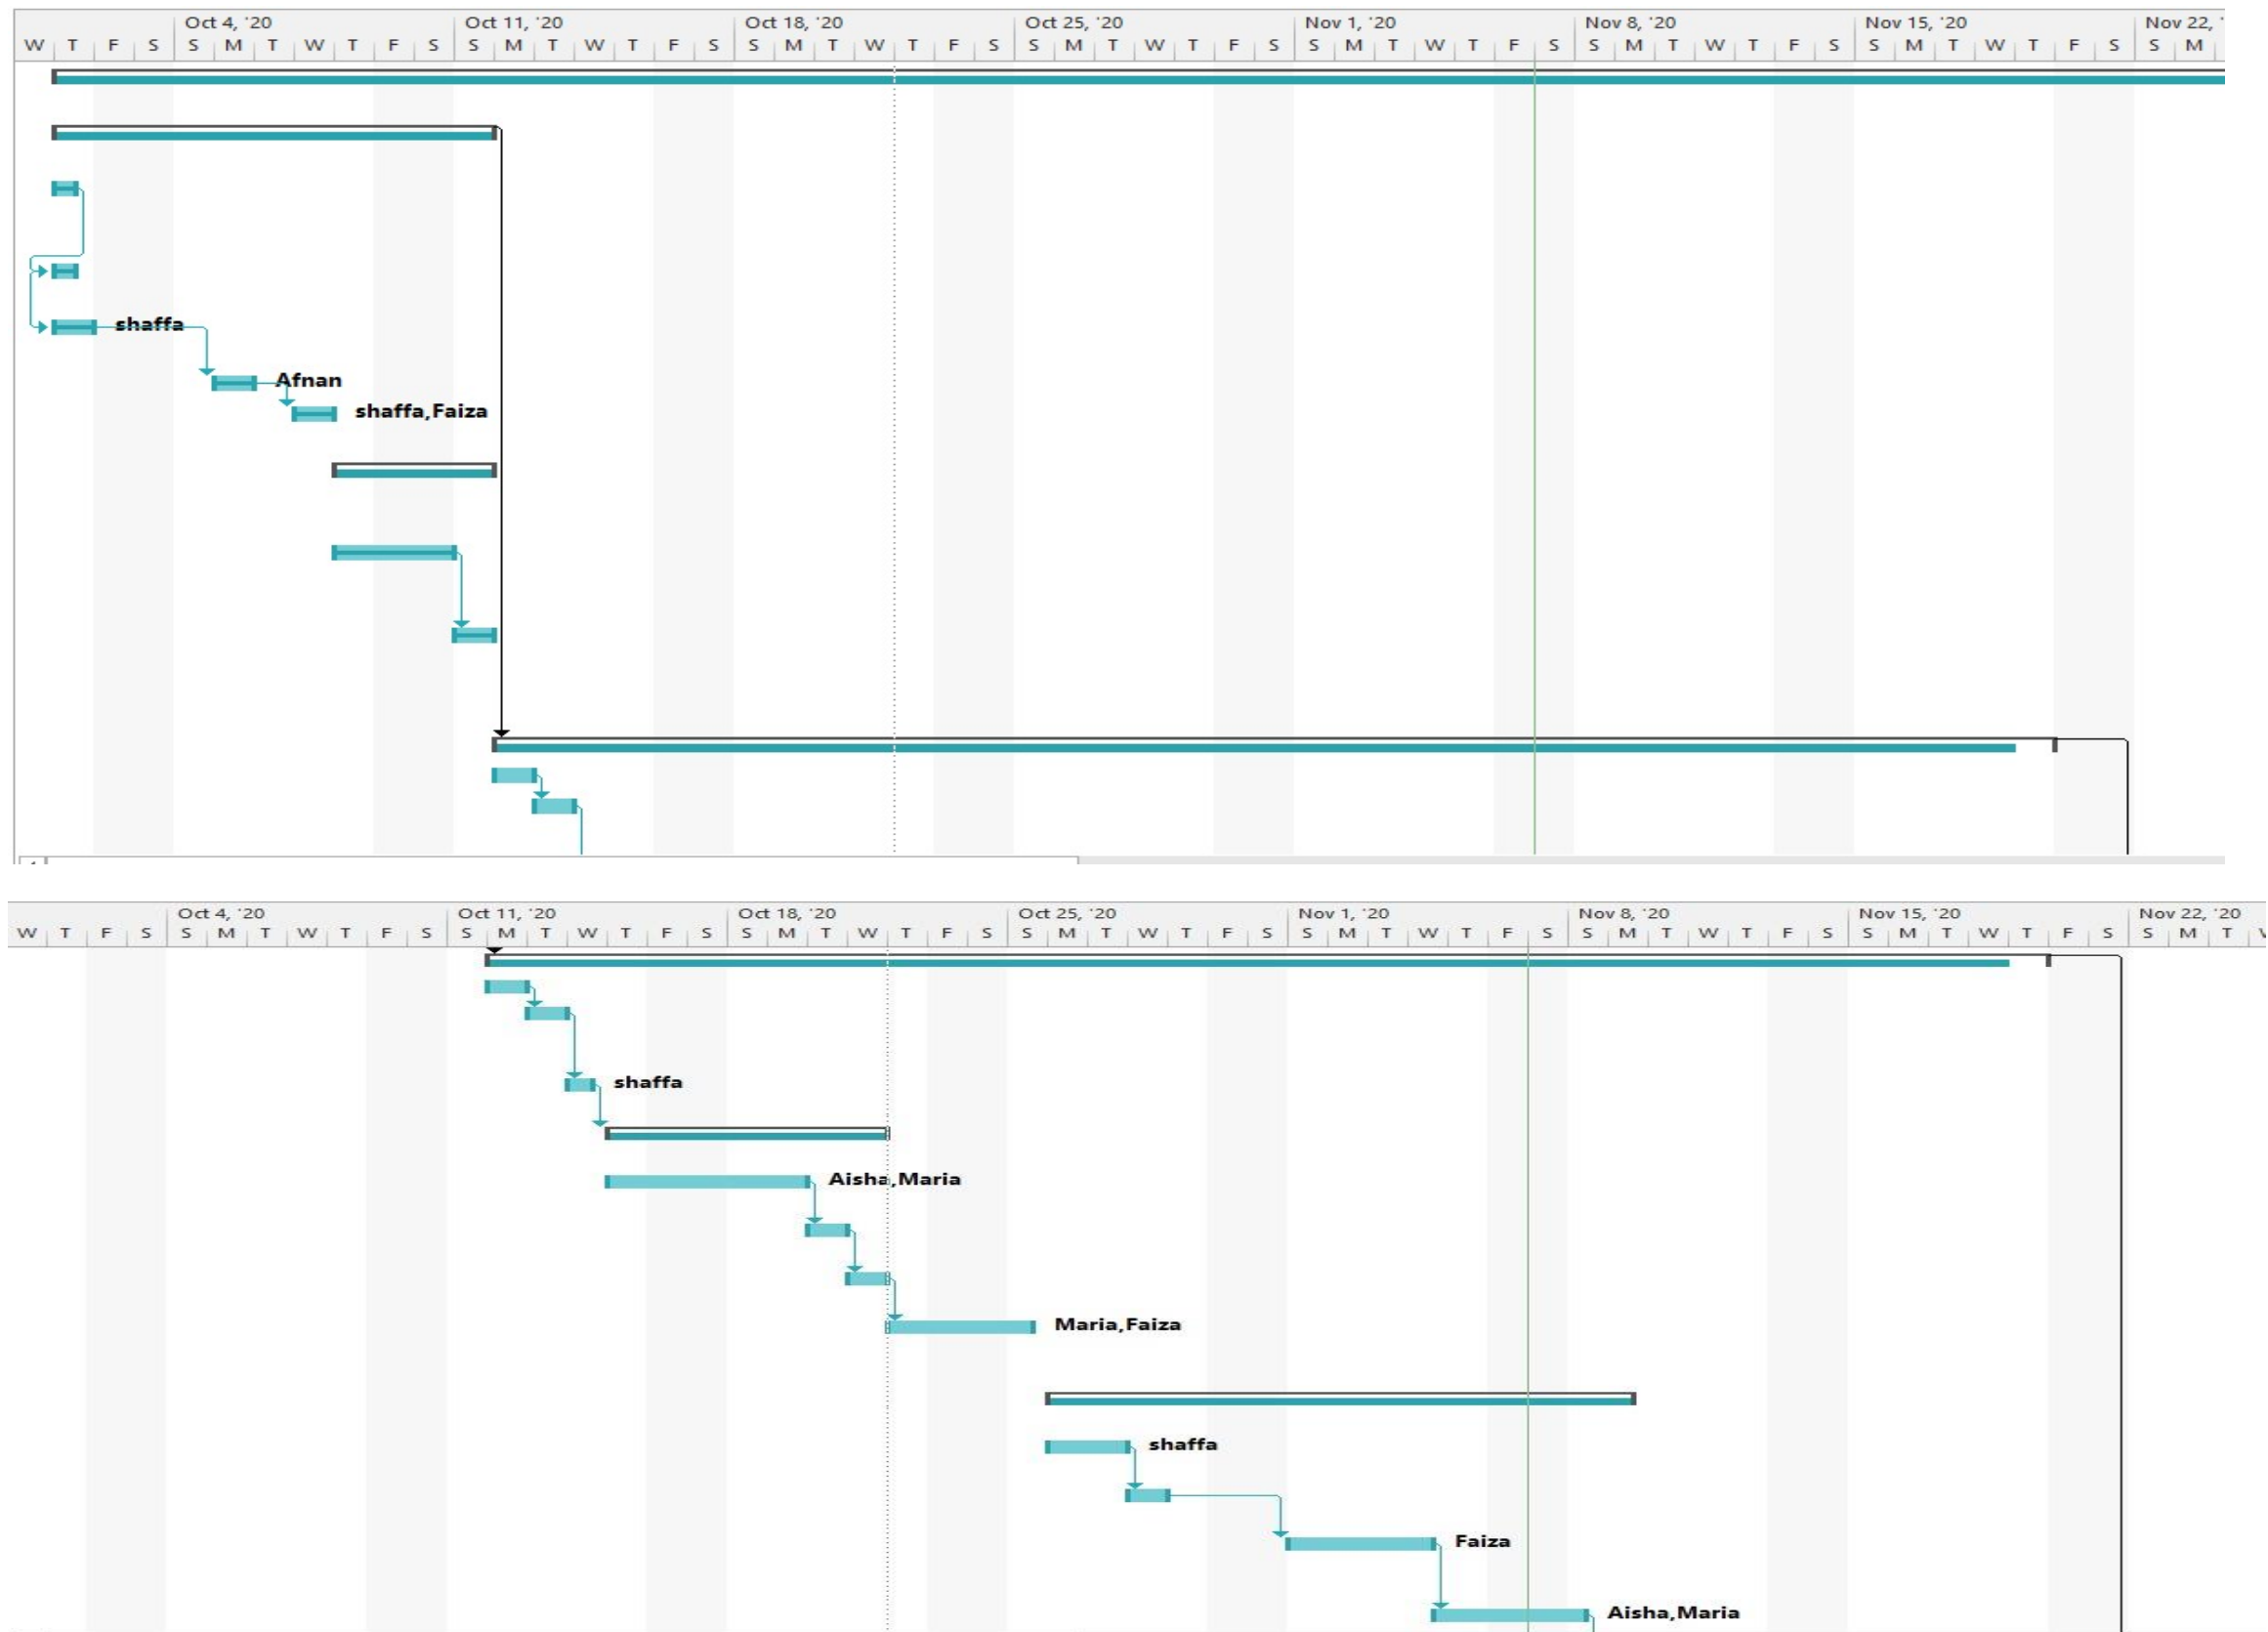 Oct 4, '20 Oct 11, '20 Oct 18, '20 Oct 25, '20 Nov 1, '20 Nov 8, '20 Nov 15, '20 Nov 22, '
W T F S S M T W T F S S M T W T F S S M T W T F S S M T W T F S S M T W T F S S M T W T F S S M T W T F S S M
shaffa
Afnan
shaffa,Faiza
Oct 4, '20 Oct 11, '20 Oct 18, '20 Oct 25, '20 Nov 1, '20 Nov 8, '20 Nov 15, '20 Nov 22, '20
W T F S S M T W T F S S M T W T F S S M T W T F S S M T W T F S S M T W T F S S M T W T F S S M T W T F S S M T
shaffa
Aisha,Maria
Maria,Faiza
shaffa
Faiza
Aisha,Maria